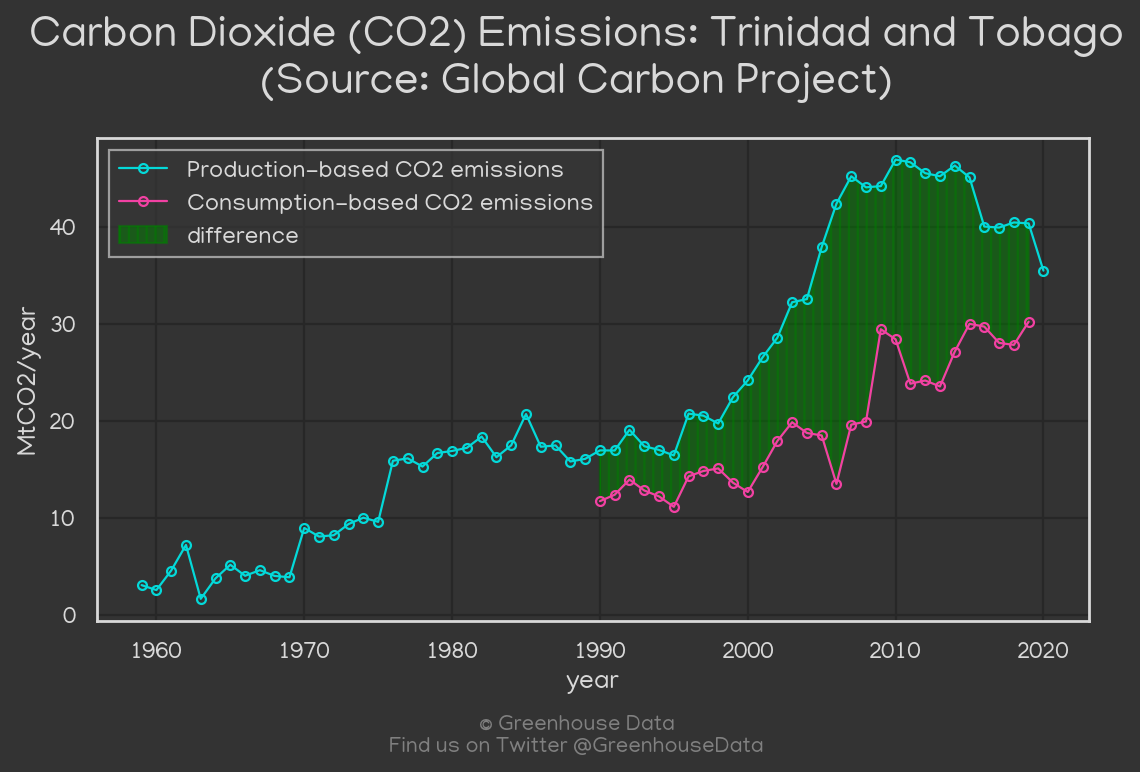 Carbon Dioxide (CO2) Emissions: Trinidad and Tobago
(Source: Global Carbon Project)
Production-based CO2 emissions
Consumption-based CO2 emissions
difference
MtCO2/year
40
30
20
10
0
1960 1970 1980 1990 2000 2010 2020
year
© Greenhouse Data
Find us on Twitter @GreenhouseData